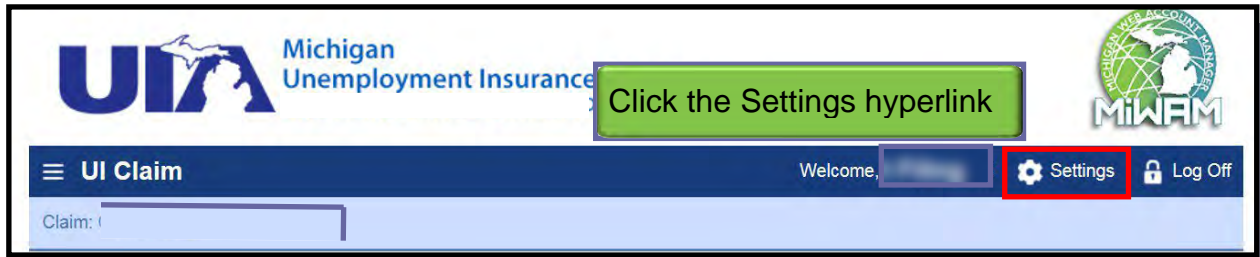 UIA
Michigan
Unemployment Insurance
Click the Settings hyperlink
MICHIGAN WEB ACCOUNT MANAGER
MiWAM
UI Claim
Welcome,
Settings
Log Off
Claim: